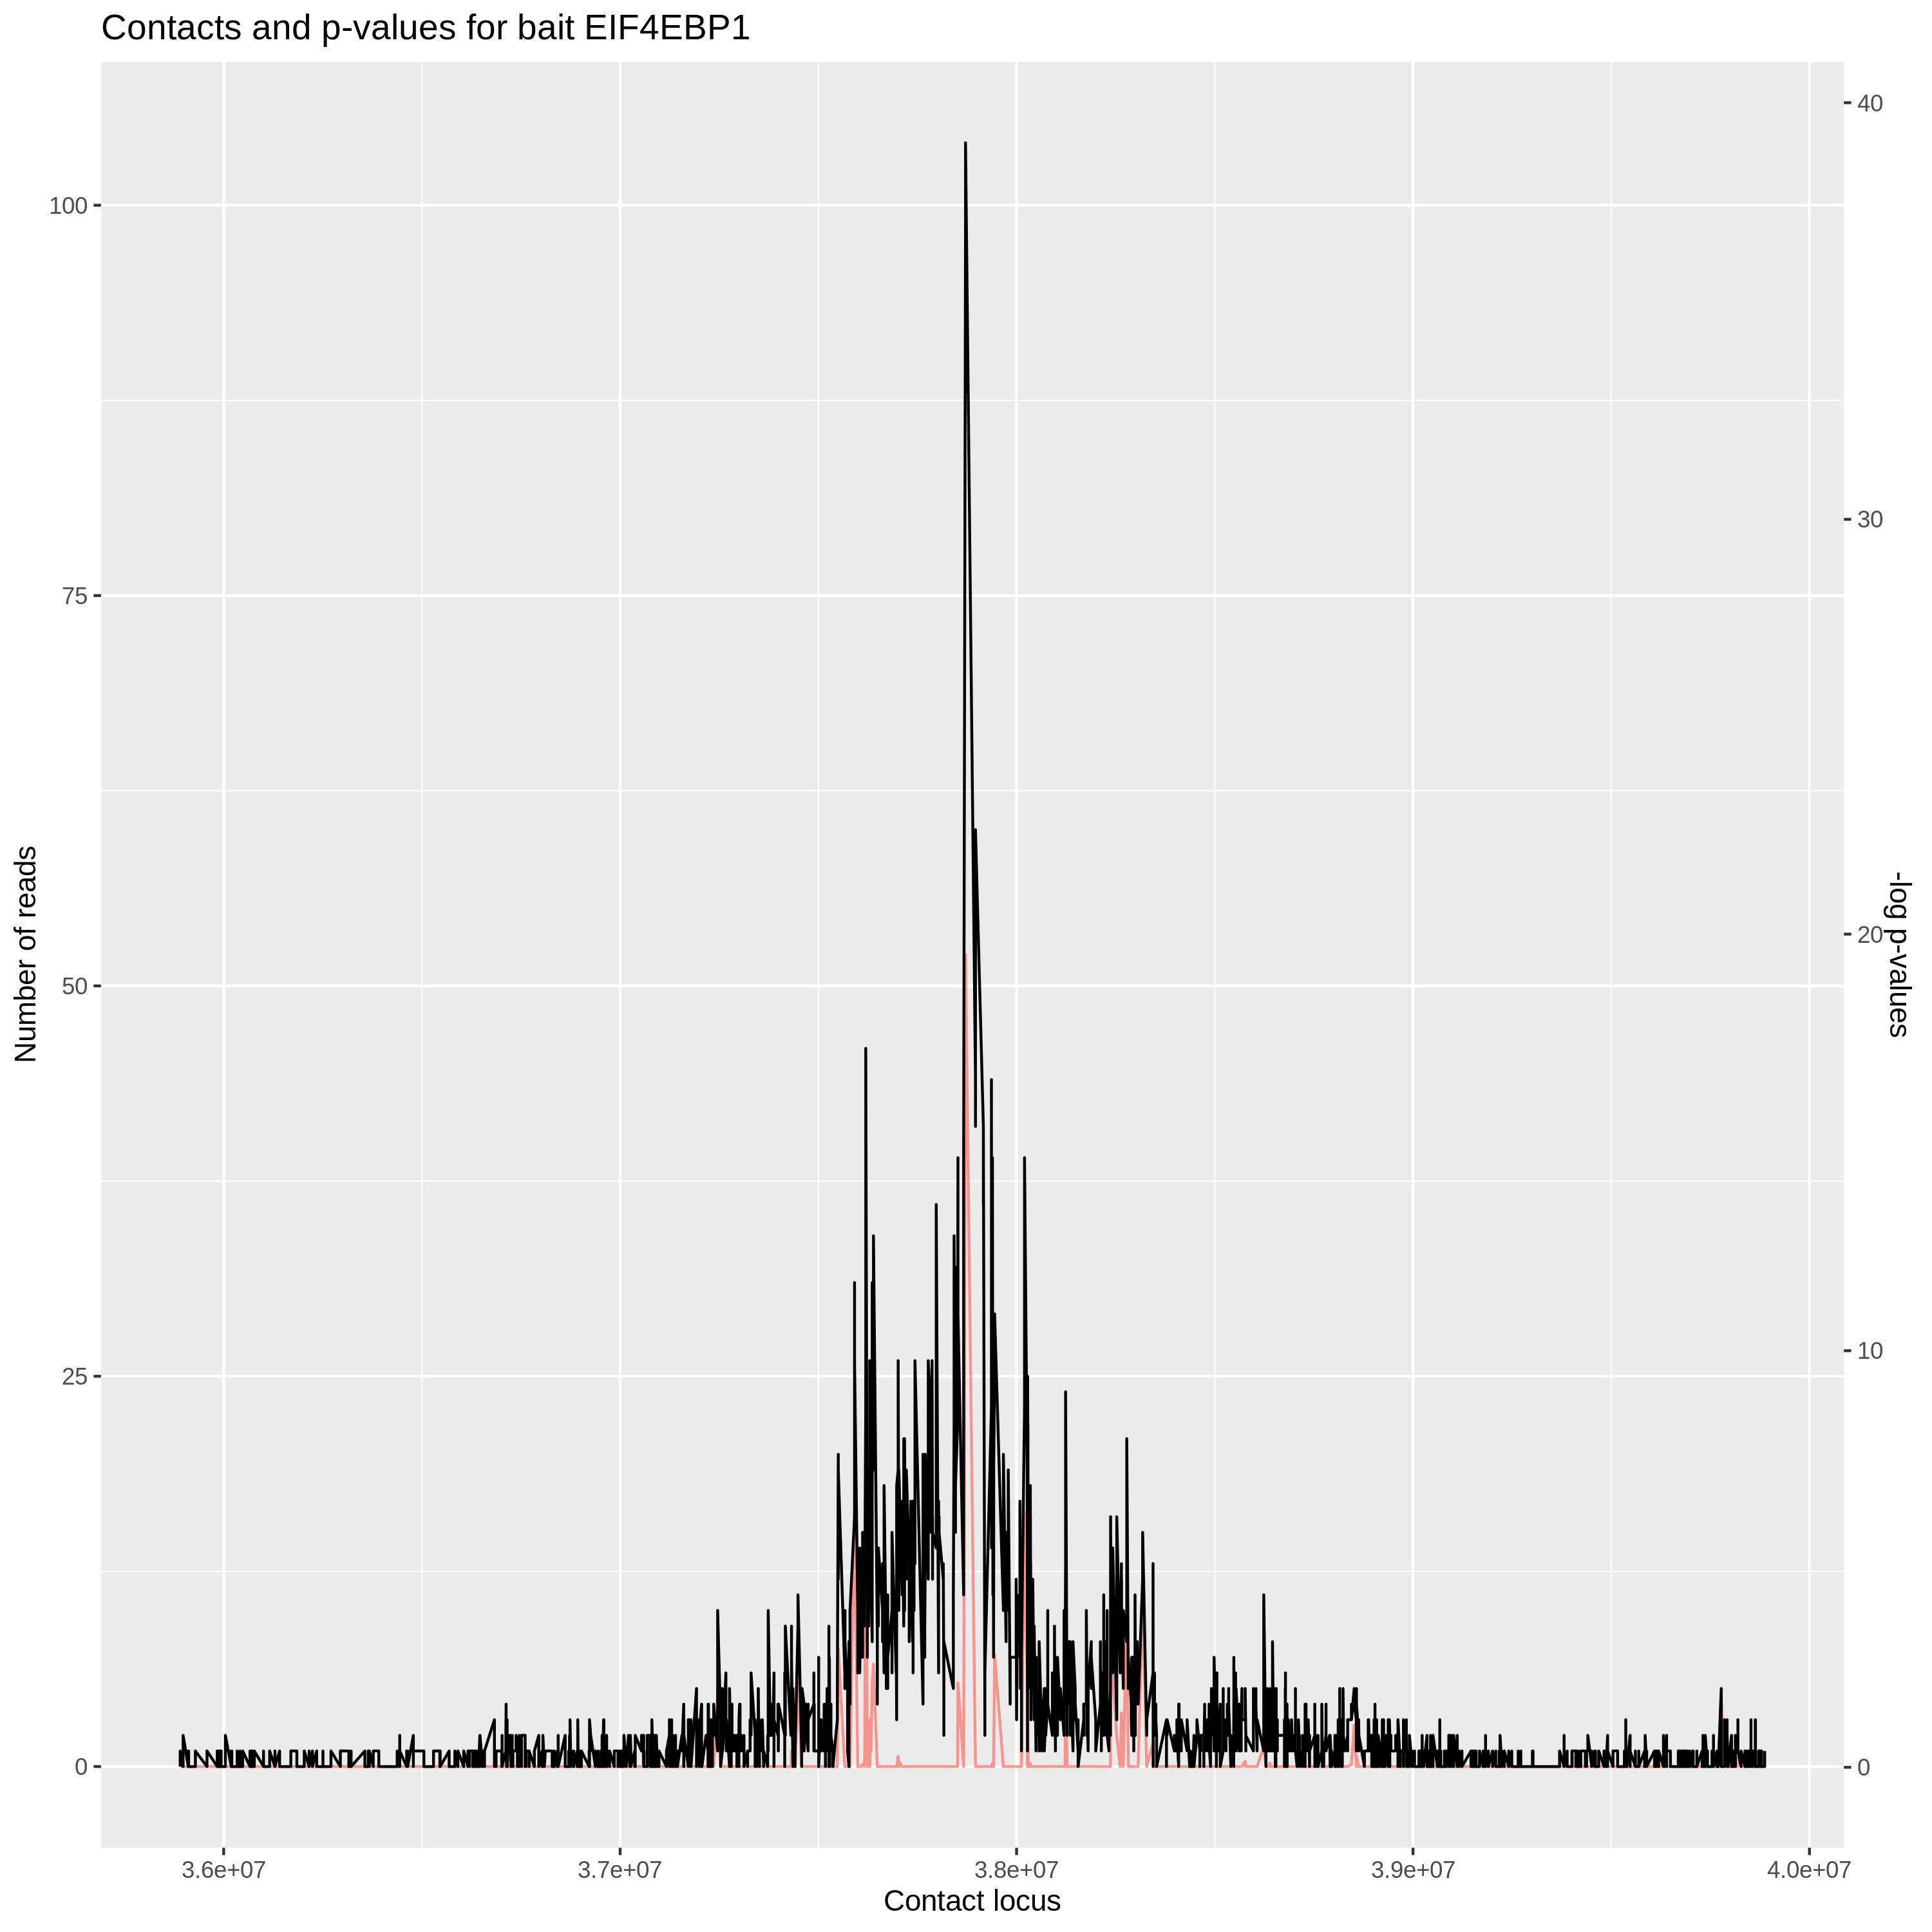 Contacts and p-values for bait EIF4EBP1
Number of reads
100
75
50
25
0
40
30
20
10
0
-log p-values
3.6e+07
3.7e+07
3.8e+07
3.9e+07
4.0e+07
Contact locus